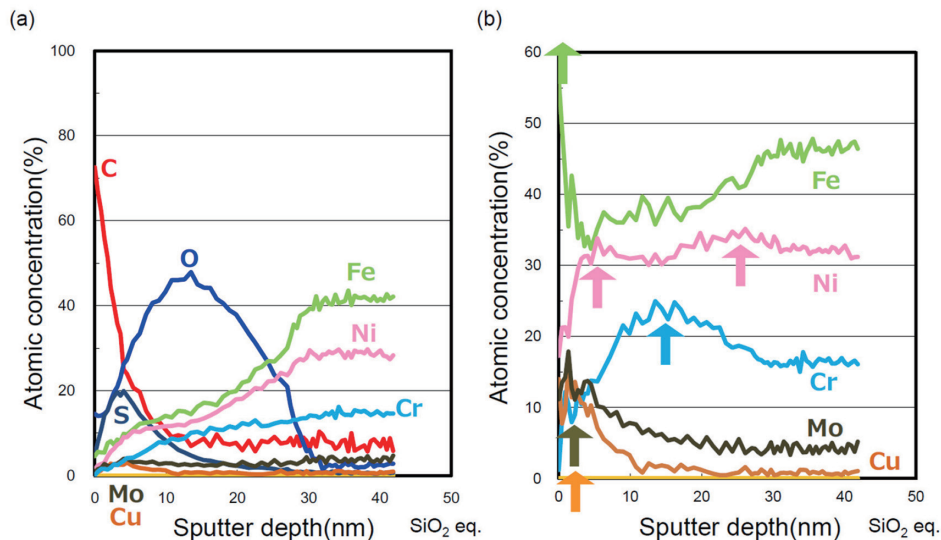 (a)
100
80
60
40
20
0
Atomic concentration(%)
C
O
S
Fe
Ni
Cr
Mo
Cu
0 10 20 30 40 50
Sputter depth(nm)
SiO2 eq.
(b)
60
50
40
30
20
10
0
Atomic concentration(%)
Fe
Ni
Cr
Mo
Cu
0 10 20 30 40 50
Sputter depth(nm)
SiO2 eq.